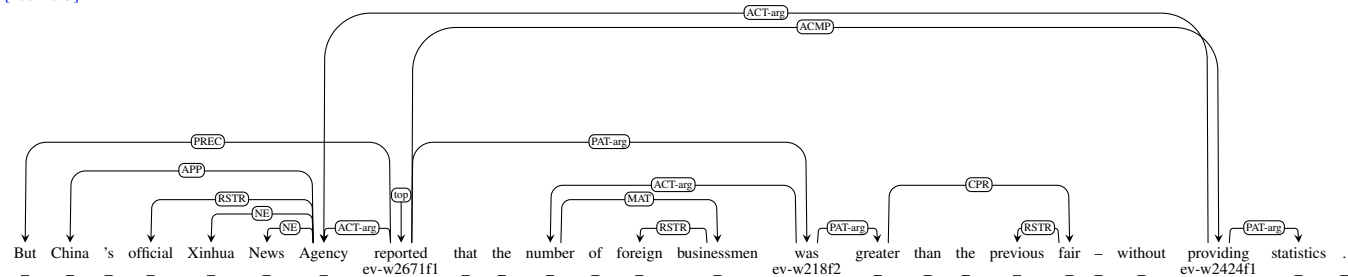 ACT-arg
ACMP
PREC PAT-arg
APP
ACT-arg CPR
RSTR top MAT
NE
NE ACT-arg RSTR PAT-arg RSTR PAT-arg
But China 's official Xinhua News Agency reported that the number of foreign businessmen was greater than the previous fair – without providing statistics .
_ _ _ _ _ _ _ ev-w2671f1 _ _ _ _ _ _ ev-w218f2 _ _ _ _ _ _ _ ev-w2424f1 _ _